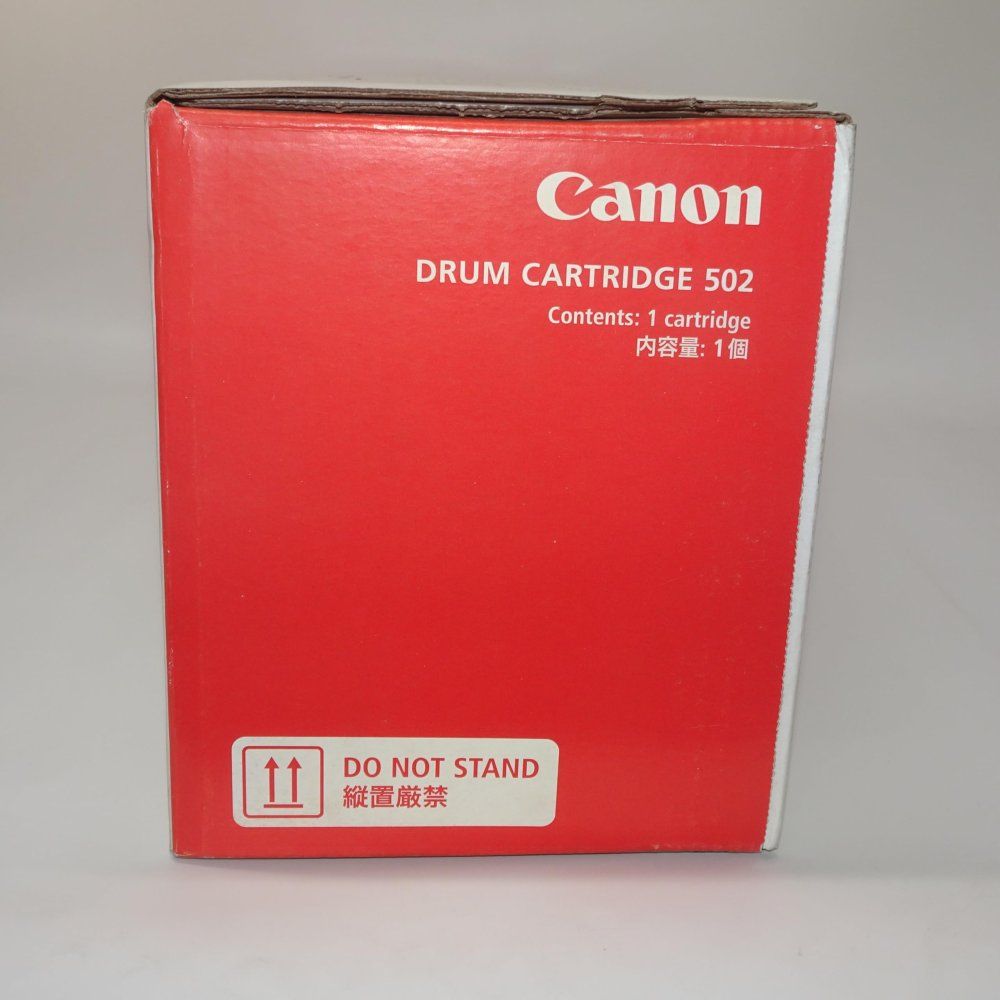 Canon
DRUM CARTRIDGE 502
Contents: 1 cartridge
内容量: 1個
DO NOT STAND
縦置厳禁